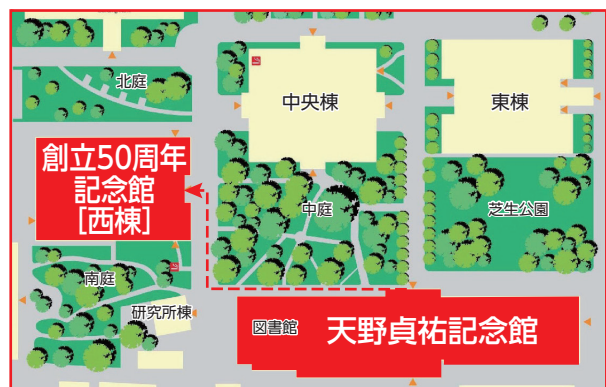 北庭
中央棟
東棟
創立50周年
記念館
[西棟]
中庭
芝生公園
南庭
研究所棟
図書館
天野貞祐記念館